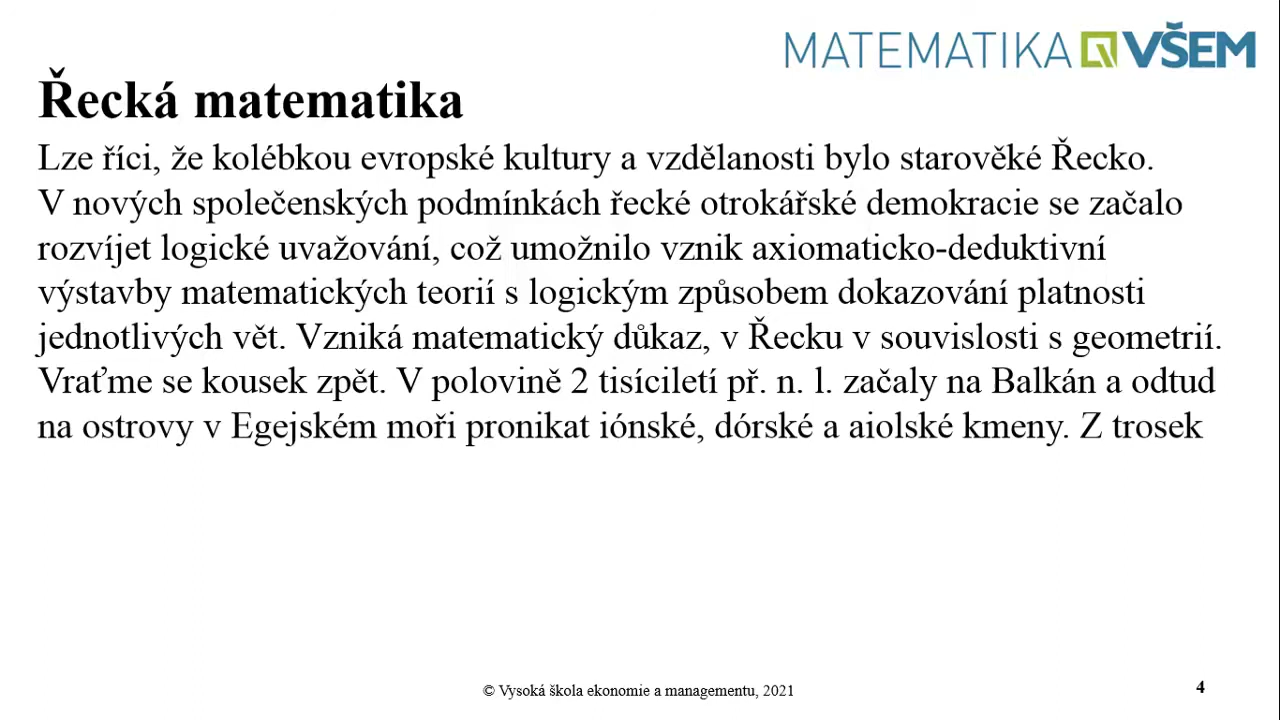 MATEMATIKA VŠEM
Řecká matematika
Lze říci, že kolébkou evropské kultury a vzdělanosti bylo starověké Řecko.
V nových společenských podmínkách řecké otrokářské demokracie se začalo
rozvíjet logické uvažování, což umožnilo vznik axiomaticko-deduktivní
výstavby matematických teorií s logickým způsobem dokazování platnosti
jednotlivých vět. Vzniká matematický důkaz, v Řecku v souvislosti s geometrií.
Vraťme se kousek zpět. V polovině 2 tisíciletí př. n. l. začaly na Balkán a odtud
na ostrovy v Egejském moři pronikat iónské, dórské a aiolské kmeny. Z trosek
© Vysoká škola ekonomie a managementu, 2021
4